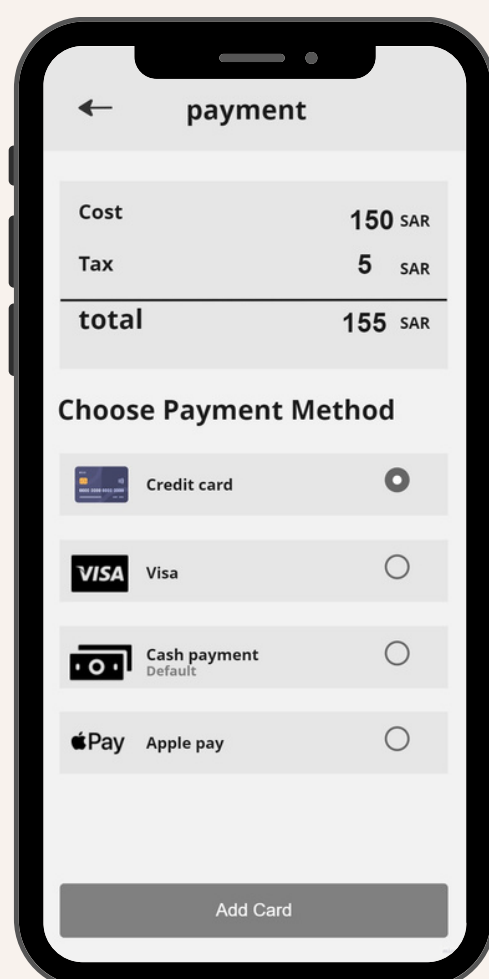 payment
Cost 150 SAR
Tax 5 SAR
total 155 SAR
Choose Payment Method
Credit card
VISA Visa
Cash payment
Default
Pay Apple pay
Add Card